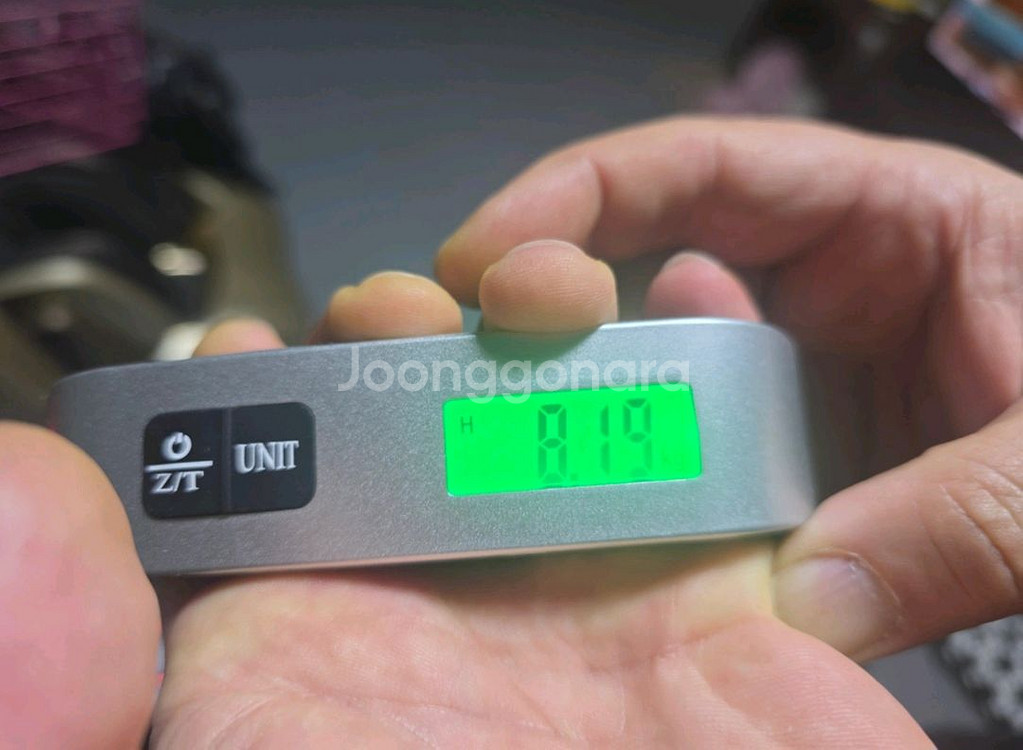 Joonggonara
H 8.19
Z/T UNIT